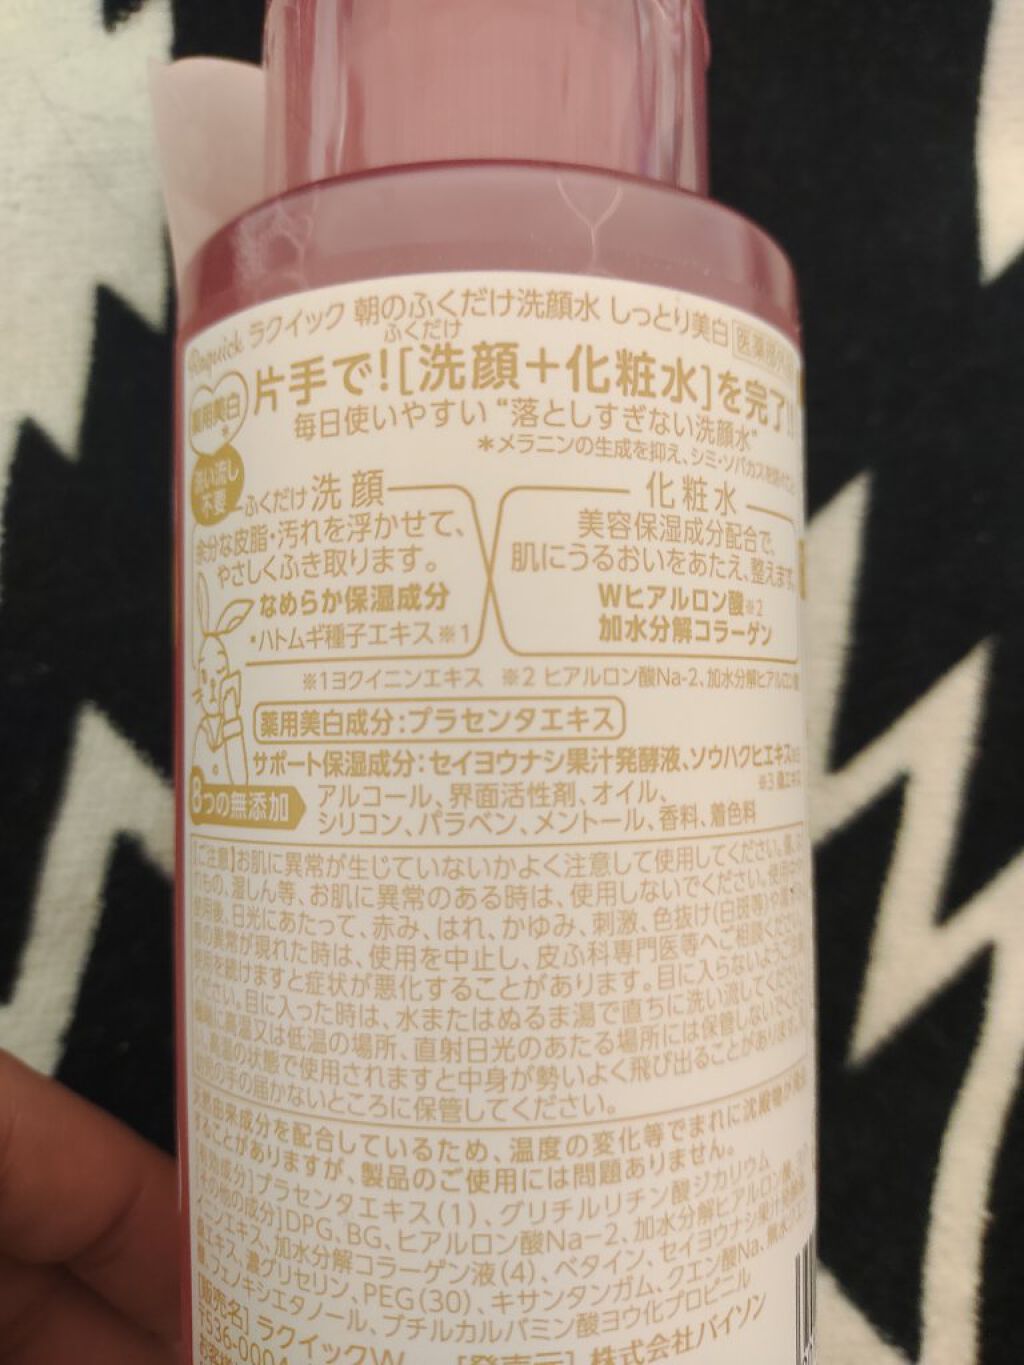 Raquick ラクイック 朝のふくだけ洗顔水 しっとり美白 医薬部外品
ふくだけ
片手で![洗顔+化粧水]を完了!!
薬用美白*
毎日使いやすい“落としすぎない洗顔水”
*メラニンの生成を抑え、シミ・ソバカス
洗い流し不要
ふくだけ洗顔
余分な皮脂・汚れを浮かせて、
やさしくふき取ります。
なめらか保湿成分
・ハトムギ種子エキス※1
化粧水
美容保湿成分配合で、
肌にうるおいをあたえ、整えます。
Wヒアルロン酸※2
加水分解コラーゲン
※1ヨクイニンエキス ※2 ヒアルロン酸Na-2、加水分解ヒアルロン酸
薬用美白成分:プラセンタエキス
サポート保湿成分:セイヨウナシ果汁発酵液、ソウハクヒエキス※3
8つの無添加
アルコール、界面活性剤、オイル、
シリコン、パラベン、メントール、香料、着色料
【ご注意】お肌に異常が生じていないかよく注意して使用してください。
れもの、湿しん等、お肌に異常のある時は、使用しないでください。
使用後、日光にあたって、赤み、はれ、かゆみ、刺激、色抜け(白斑等)や
等の異常が現れた時は、使用を中止し、皮ふ科専門医等へご相談ください。
使用を続けますと症状が悪化することがあります。目に入らないようご注意
ください。目に入った時は、水またはぬるま湯で直ちに洗い流してください。
極端に高温又は低温の場所、直射日光のあたる場所には保管しないでください。
高温の状態で使用されますと中身が勢いよく飛び出ることがあります。
の手の届かないところに保管してください。
天然由来成分を配合しているため、温度の変化等でまれに沈殿物が
することがありますが、製品のご使用には問題ありません。
[有効成分]プラセンタエキス(1)、グリチルリチン酸ジカリウム
[その他の成分]DPG、BG、ヒアルロン酸Na-2、加水分解ヒアルロン酸、
エキス、加水分解コラーゲン液(4)、ベタイン、セイヨウナシ果汁発酵液、
エキス、濃グリセリン、PEG(30)、キサンタンガム、クエン酸Na、
フェノキシエタノール、ブチルカルバミン酸ヨウ化プロピニル
[販売名]ラクイックW
[発売元]株式会社バイソン
〒536-0004